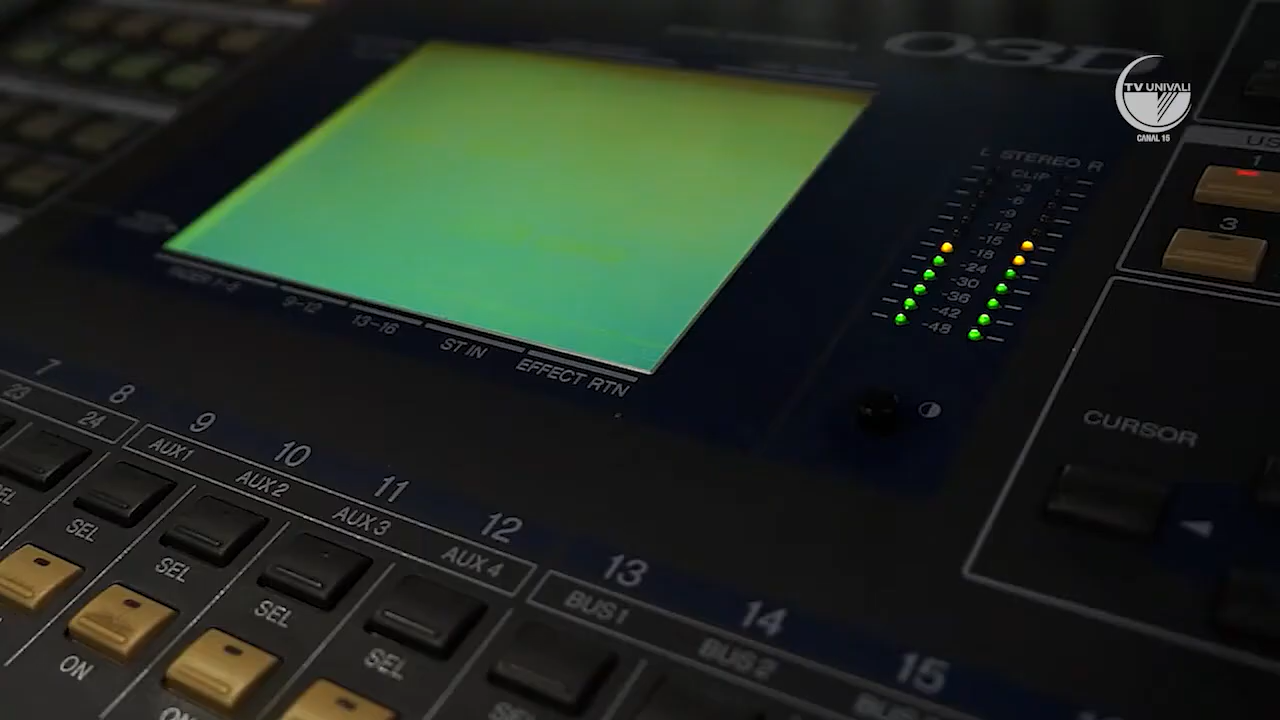 O3D
TV UNIVALI
CANAL 15
L STEREO R
CLIP
-3
-6
-9
-12
-15
-18
-24
-30
-36
-42
-48
US
1
3
9-12
13-16
ST IN
EFFECT RTN
CURSOR
7 8 9 10 11 12 13 14 15
23 24 AUX1 AUX2 AUX3 AUX4 BUS1 BUS2
SEL SEL SEL SEL
ON